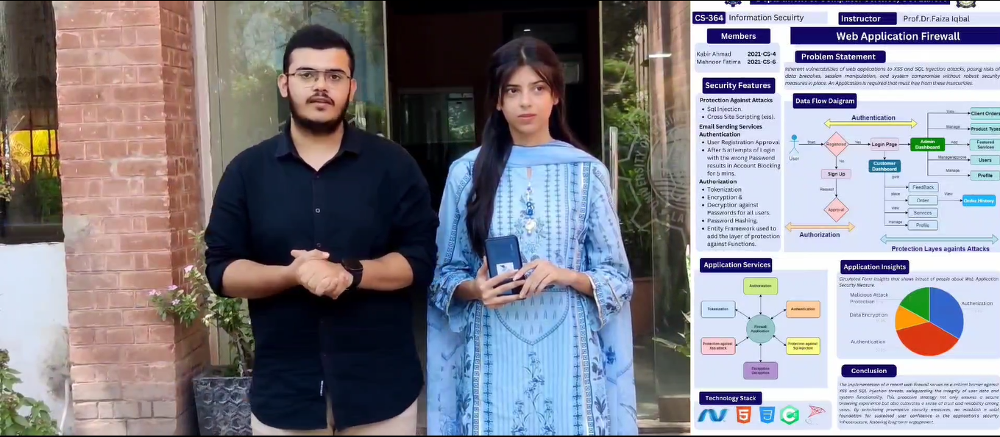 CS-364 Information Secuirty Instructor Prof.Dr.Faiza Iqbal
Members
Kabir Ahmad 2021-CS-4
Mahnoor Fatima 2021-CS-6
Web Application Firewall
Problem Statement
Inherent vulnerabilities of web applications to XSS and SQL Injection attacks, posing risks of
data breaches, session manipulation, and system compromise without robust security
measures in place. An Application is required that must free from these insecurities.
Security Features
Protection Against Attacks
Sql Injection.
Cross Site Scripting (xss).
Email Sending Services
Authentication
User Registration Approval
After 5 attempts of Login
with the wrong Password
results in Account Blocking
for 5 mins.
Authorization
Tokenization
Encryption &
Decryption against
Passwords for all users.
Password Hashing.
Entity Framework used to
add the layer of protection
against Functions.
Data Flow Daigram
Authentication
User
Start
Registered
Yes
Login Page
Admin
Dashboard
View
Client Orders
Manage
Product Types
Add
Featured
Services
Manage/approve
Users
Manage
Profile
No
Sign Up
Request
Approval
Customer
Dashboard
give
FeedBack
place
Order
View
Order History
view
Services
manage
Profile
Authorization
Protection Layes againts Attacks
Application Services
Authorization
Tokenization
Authentication
Firewall
Application
Protection against
Xss attack
Protection against
Sql Injection
Encryption
Decryption
Application Insights
Circulated Form Insights that shows intrust of people about Web Application
Security Measure.
Malicious Attack
Protection
Authorization
Data Encryption
Authentication
Conclusion
The implementation of a robust web firewall serves as a critical barrier against
XSS and SQL injection threats, safeguarding the integrity of user data and
system functionality. This proactive strategy not only ensures a secure
browsing experience but also cultivates a sense of trust and reliability among
users. By prioritizing preemptive security measures, we establish a solid
foundation for sustained user confidence in the application's security
infrastructure, fostering long-term engagement.
Technology Stack
5
3